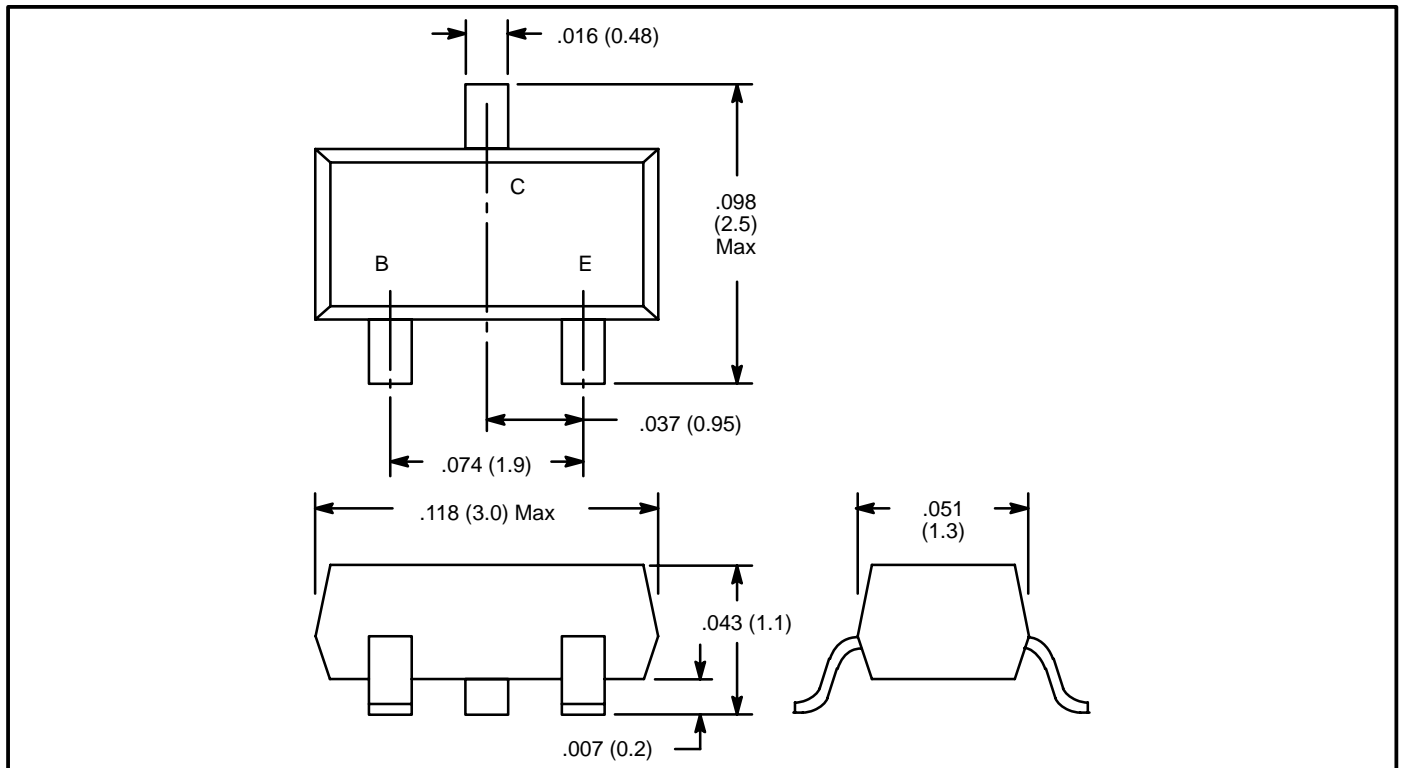 .016 (0.48)
C
.098
(2.5)
Max
B
E
.037 (0.95)
.074 (1.9)
.118 (3.0) Max
.051
(1.3)
.043 (1.1)
.007 (0.2)